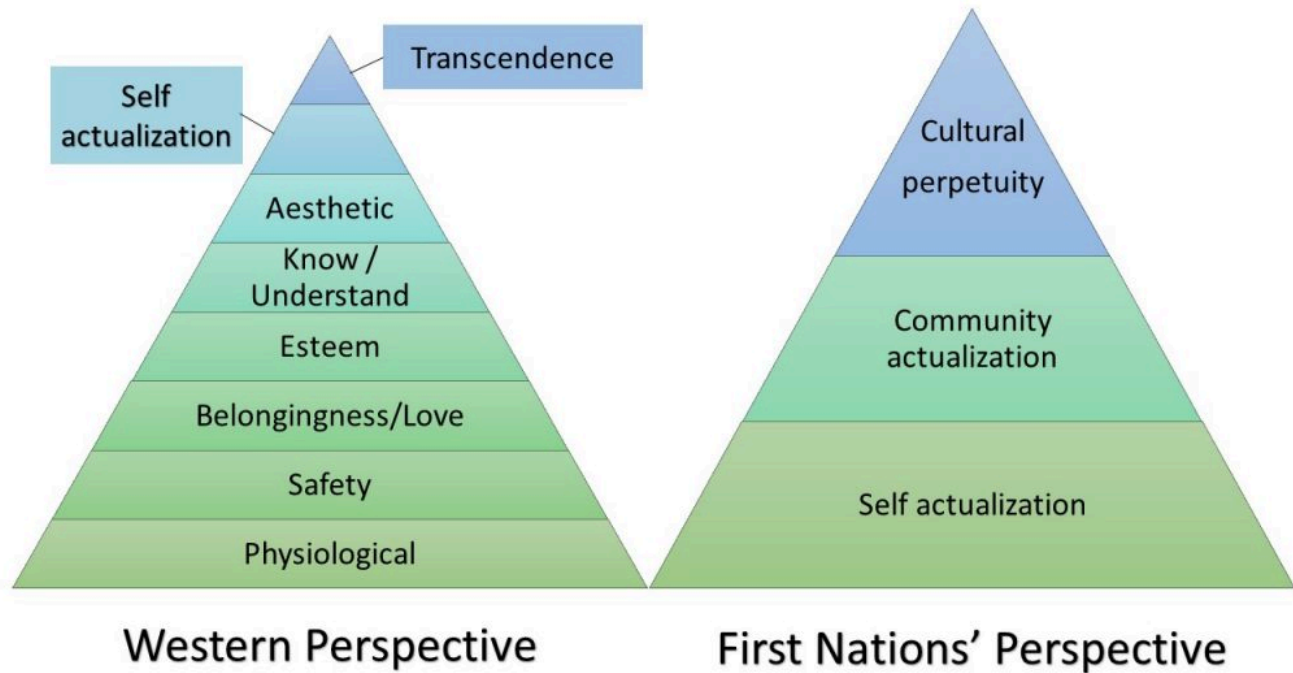 Transcendence
Self
actualization
Aesthetic
Know /
Understand
Esteem
Belongingness/Love
Safety
Physiological
Western Perspective
Cultural
perpetuity
Community
actualization
Self actualization
First Nations’ Perspective